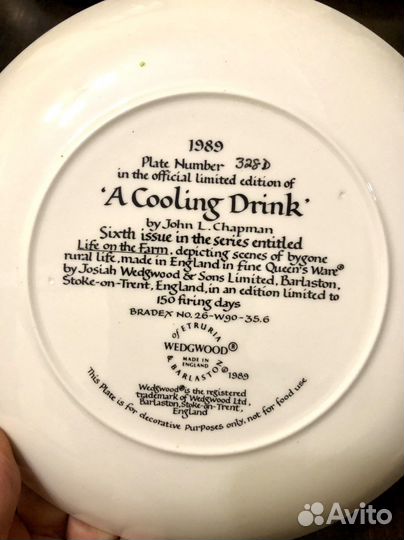 1989
Plate Number 328D
in the official limited edition of
'A Cooling Drink'
by John L. Chapman
Sixth issue in the series entitled
Life on the Farm, depicting scenes of bygone
rural life, made in England in fine Queen's Ware®
by Josiah Wedgwood & Sons Limited, Barlaston,
Stoke-on-Trent, England, in an edition limited to
150 firing days
BRADEX No. 26-W90-35.6
of ETRURIA
WEDGWOOD®
MADE IN
ENGLAND
& BARLASTON
©1989
Wedgwood® is the registered
trademark of Wedgwood Ltd,
Barlaston, Stoke-on-Trent,
England
This Plate is for decorative Purposes only, not for food use
Avito